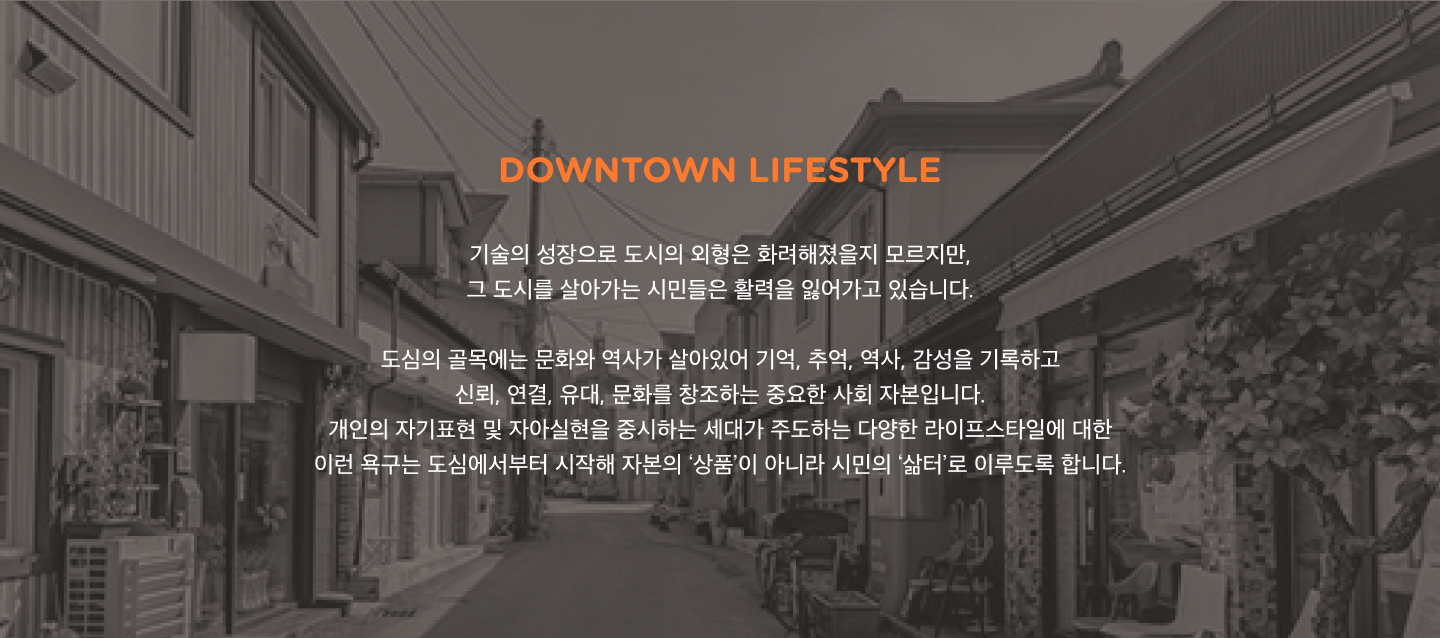 DOWNTOWN LIFESTYLE
기술의 성장으로 도시의 외형은 화려해졌을지 모르지만,
그 도시를 살아가는 시민들은 활력을 잃어가고 있습니다.
도심의 골목에는 문화와 역사가 살아있어 기억, 추억, 역사, 감성을 기록하고
신뢰, 연결, 유대, 문화를 창조하는 중요한 사회 자본입니다.
개인의 자기표현 및 자아실현을 중시하는 세대가 주도하는 다양한 라이프스타일에 대한
이런 욕구는 도심에서부터 시작해 자본의 ‘상품’이 아니라 시민의 ‘삶터’로 이루도록 합니다.